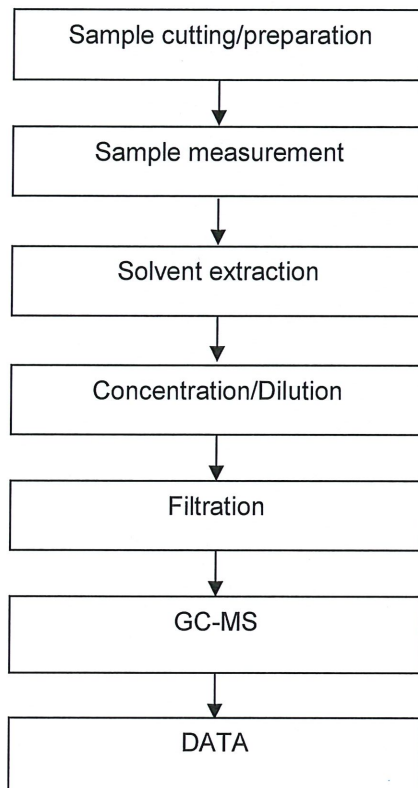 Sample cutting/preparation
Sample measurement
Solvent extraction
Concentration/Dilution
Filtration
GC-MS
DATA